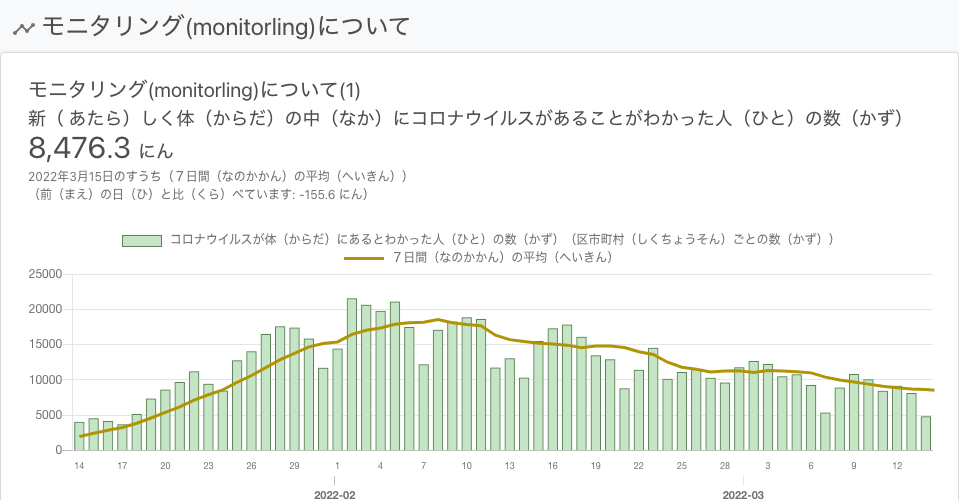 モニタリング(monitorling)について
モニタリング(monitorling)について(1)
新（ あたら）しく体（からだ）の中（なか）にコロナウイルスがあることがわかった人（ひと）の数（かず）
8,476.3 にん
2022年3月15日のすうち（７日間（なのかかん）の平均（へいきん））
（前（まえ）の日（ひ）と比（くら）べています: -155.6 にん）
コロナウイルスが体（からだ）にあるとわかった人（ひと）の数（かず）（区市町村（しくちょうそん）ごとの数（かず））
７日間（なのかかん）の平均（へいきん）
25000
20000
15000
10000
5000
0
14 17 20 23 26 29 1 4 7 10 13 16 19 22 25 28 3 6 9 12
2022-02 2022-03